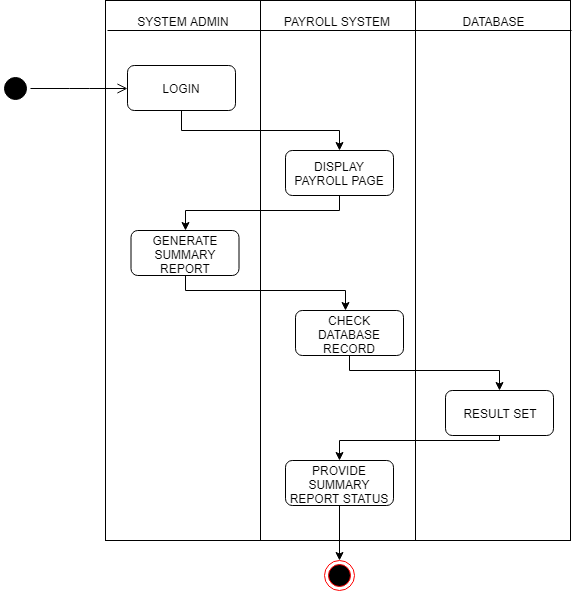 SYSTEM ADMIN
PAYROLL SYSTEM
DATABASE
LOGIN
DISPLAY
PAYROLL PAGE
GENERATE
SUMMARY
REPORT
CHECK
DATABASE
RECORD
RESULT SET
PROVIDE
SUMMARY
REPORT STATUS